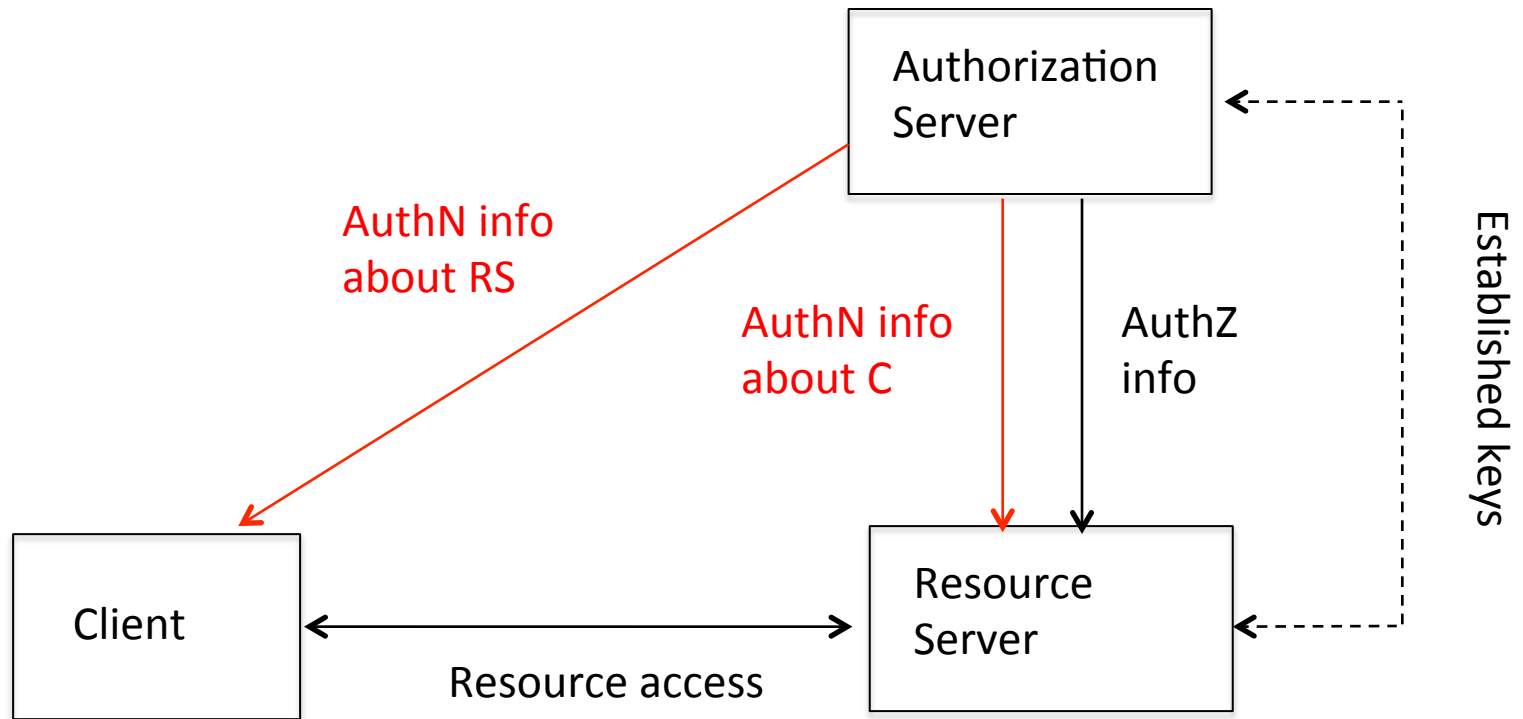 Authorization
Server
AuthN info
about RS
AuthN info
about C
AuthZ
info
Established keys
Client
Resource
Server
Resource access